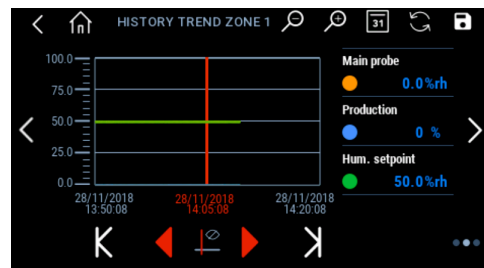 HISTORY TREND ZONE 1
31
100.0
75.0
50.0
25.0
0.0
28/11/2018
13:50:08
28/11/2018
14:05:08
28/11/2018
14:20:08
Main probe
0.0%rh
Production
0 %
Hum. setpoint
50.0%rh